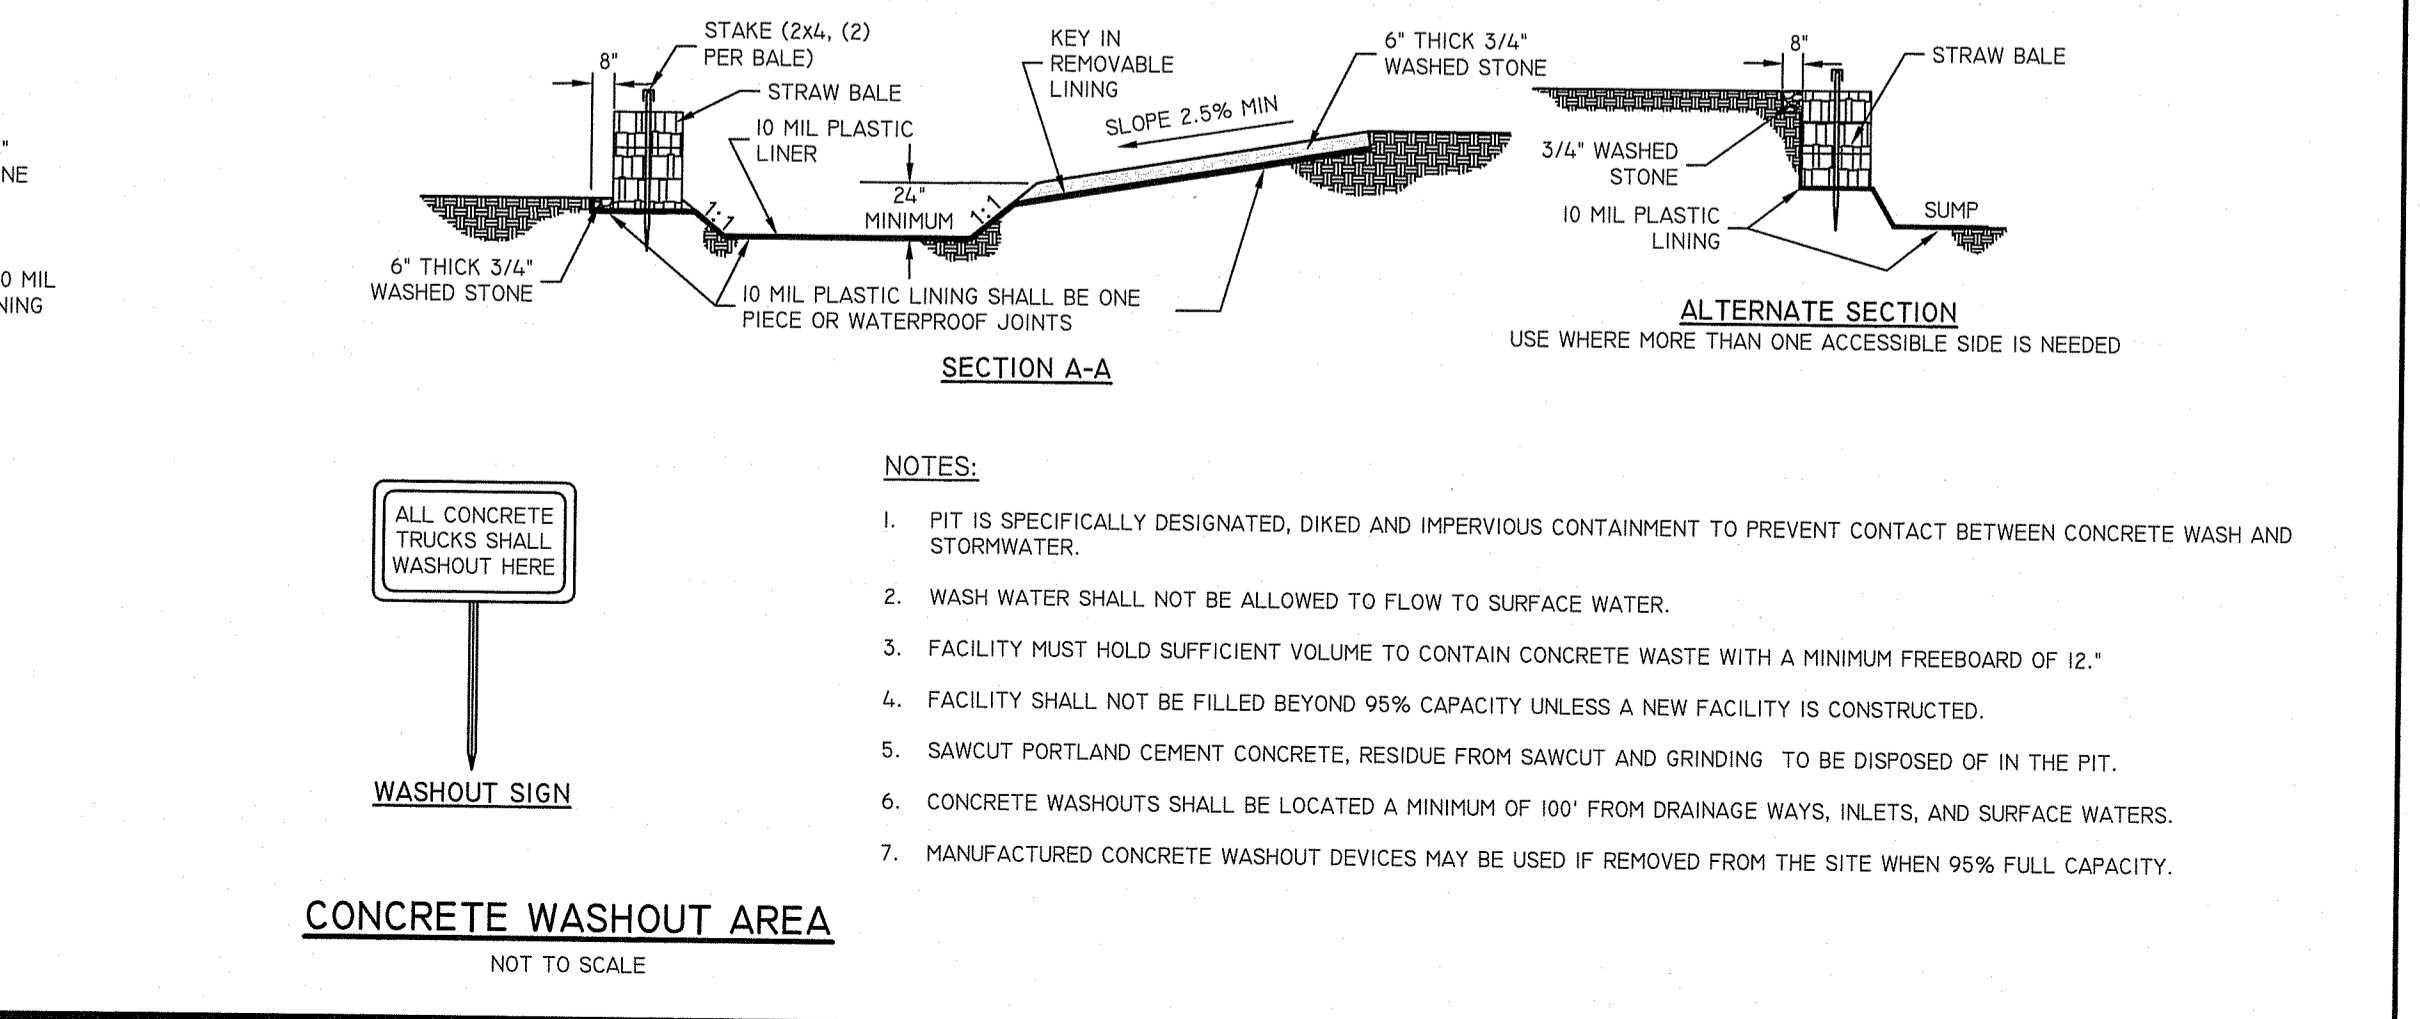 "
NE
0 MIL
NING
STAKE (2x4, (2)
PER BALE)
8"
STRAW BALE
10 MIL PLASTIC
LINER
KEY IN
REMOVABLE
LINING
6" THICK 3/4"
WASHED STONE
SLOPE 2.5% MIN
24"
MINIMUM
1:1
1:1
6" THICK 3/4"
WASHED STONE
10 MIL PLASTIC LINING SHALL BE ONE
PIECE OR WATERPROOF JOINTS
SECTION A-A
8"
STRAW BALE
3/4" WASHED
STONE
10 MIL PLASTIC
LINING
SUMP
ALTERNATE SECTION
USE WHERE MORE THAN ONE ACCESSIBLE SIDE IS NEEDED
ALL CONCRETE
TRUCKS SHALL
WASHOUT HERE
WASHOUT SIGN
NOTES:
1. PIT IS SPECIFICALLY DESIGNATED, DIKED AND IMPERVIOUS CONTAINMENT TO PREVENT CONTACT BETWEEN CONCRETE WASH AND
STORMWATER.
2. WASH WATER SHALL NOT BE ALLOWED TO FLOW TO SURFACE WATER.
3. FACILITY MUST HOLD SUFFICIENT VOLUME TO CONTAIN CONCRETE WASTE WITH A MINIMUM FREEBOARD OF 12."
4. FACILITY SHALL NOT BE FILLED BEYOND 95% CAPACITY UNLESS A NEW FACILITY IS CONSTRUCTED.
5. SAWCUT PORTLAND CEMENT CONCRETE, RESIDUE FROM SAWCUT AND GRINDING TO BE DISPOSED OF IN THE PIT.
6. CONCRETE WASHOUTS SHALL BE LOCATED A MINIMUM OF 100' FROM DRAINAGE WAYS, INLETS, AND SURFACE WATERS.
7. MANUFACTURED CONCRETE WASHOUT DEVICES MAY BE USED IF REMOVED FROM THE SITE WHEN 95% FULL CAPACITY.
CONCRETE WASHOUT AREA
NOT TO SCALE